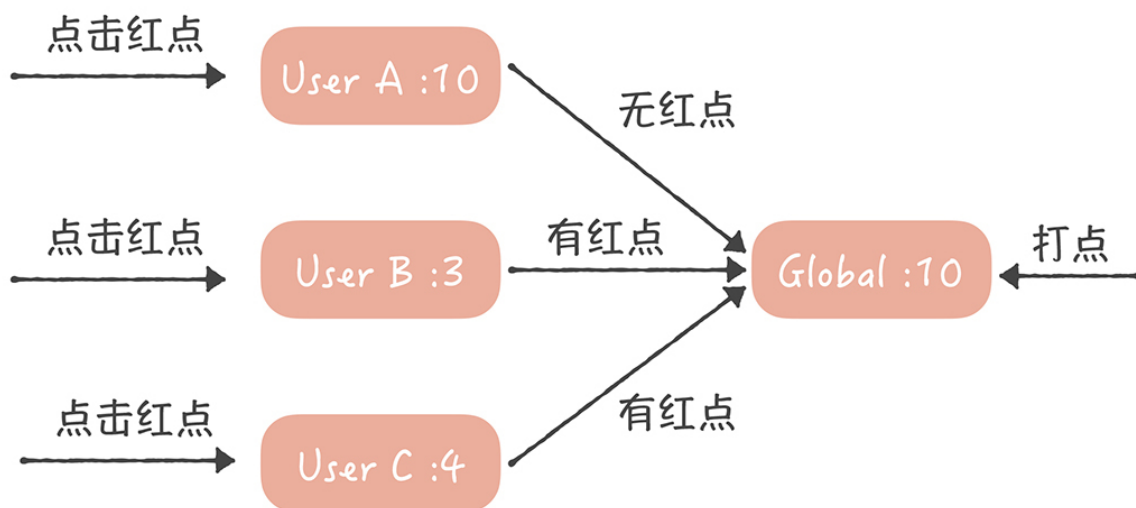 点击红点
User A :10
无红点
点击红点
User B :3
有红点
Global :10
打点
点击红点
User C :4
有红点